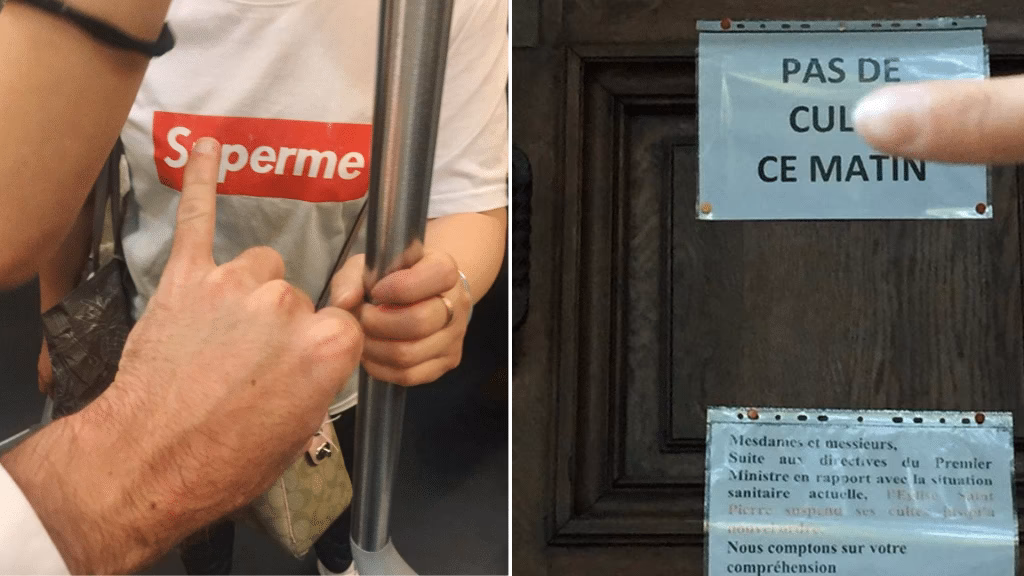 Superme
PAS DE
CUL
CE MATIN
Mesdames et messieurs,
Suite aux directives du Premier
Ministre en rapport avec la situation
sanitaire actuelle, l'Eglise Saint
Pierre suspend ses cultes jusqu'à
nouvel ordre.
Nous comptons sur votre
compréhension